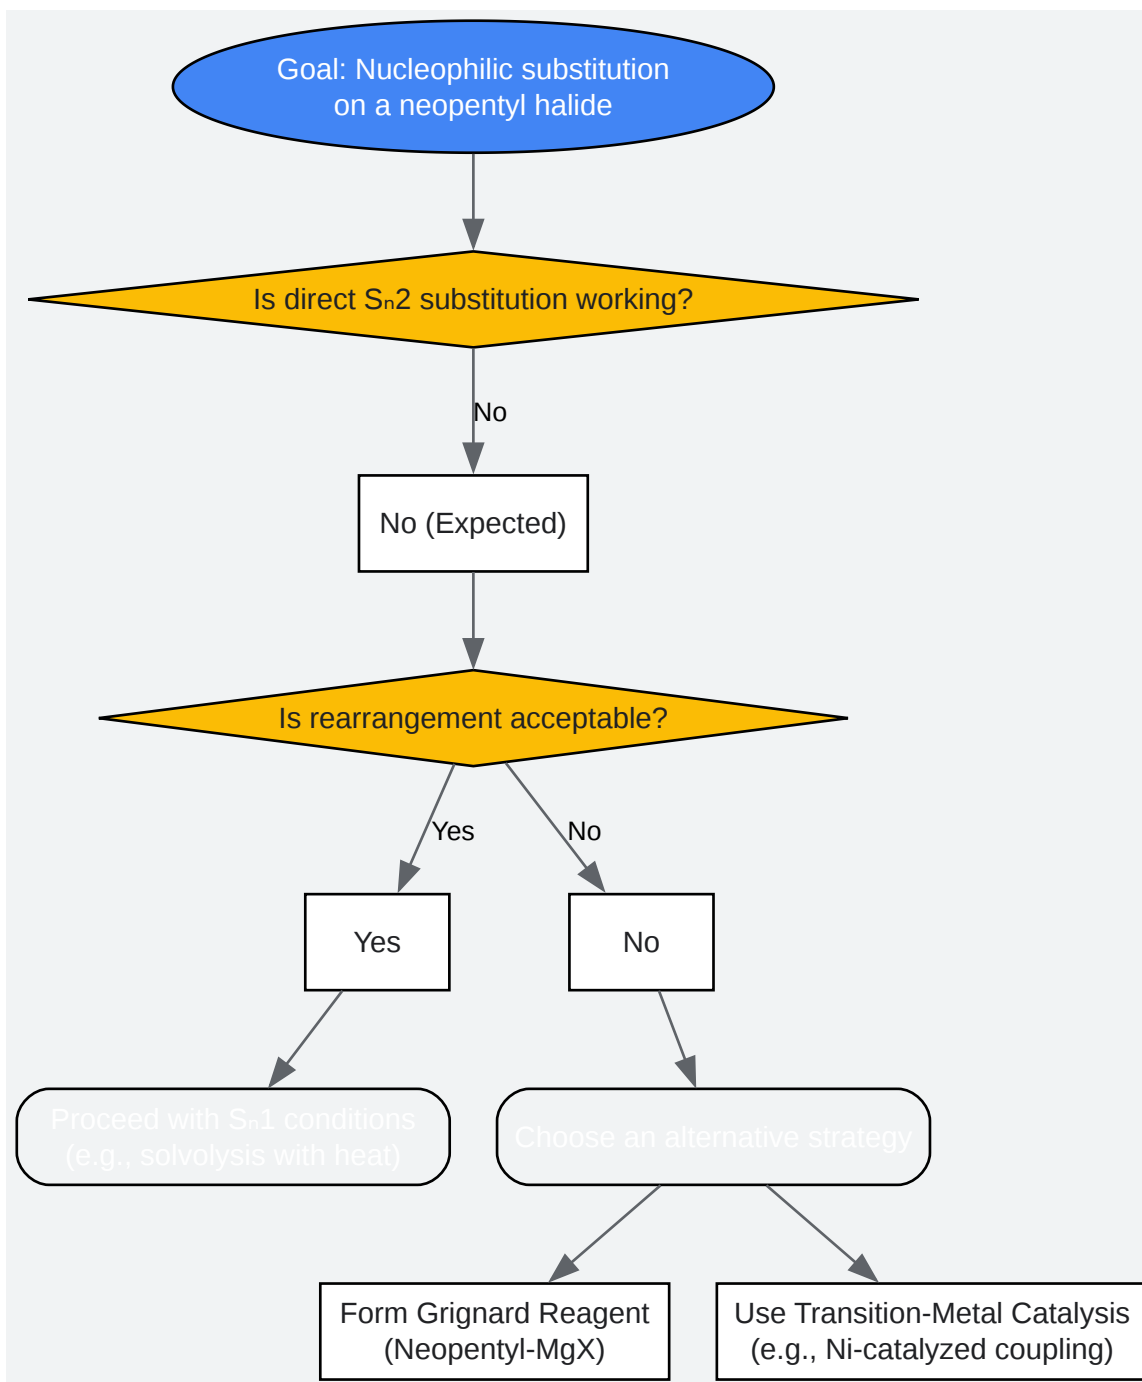 Goal: Nucleophilic substitution
on a neopentyl halide
Is direct Sₙ2 substitution working?
No
No (Expected)
Is rearrangement acceptable?
Yes
No
Yes
No
Proceed with Sₙ1 conditions
(e.g., solvolysis with heat)
Choose an alternative strategy
Form Grignard Reagent
(Neopentyl-MgX)
Use Transition-Metal Catalysis
(e.g., Ni-catalyzed coupling)